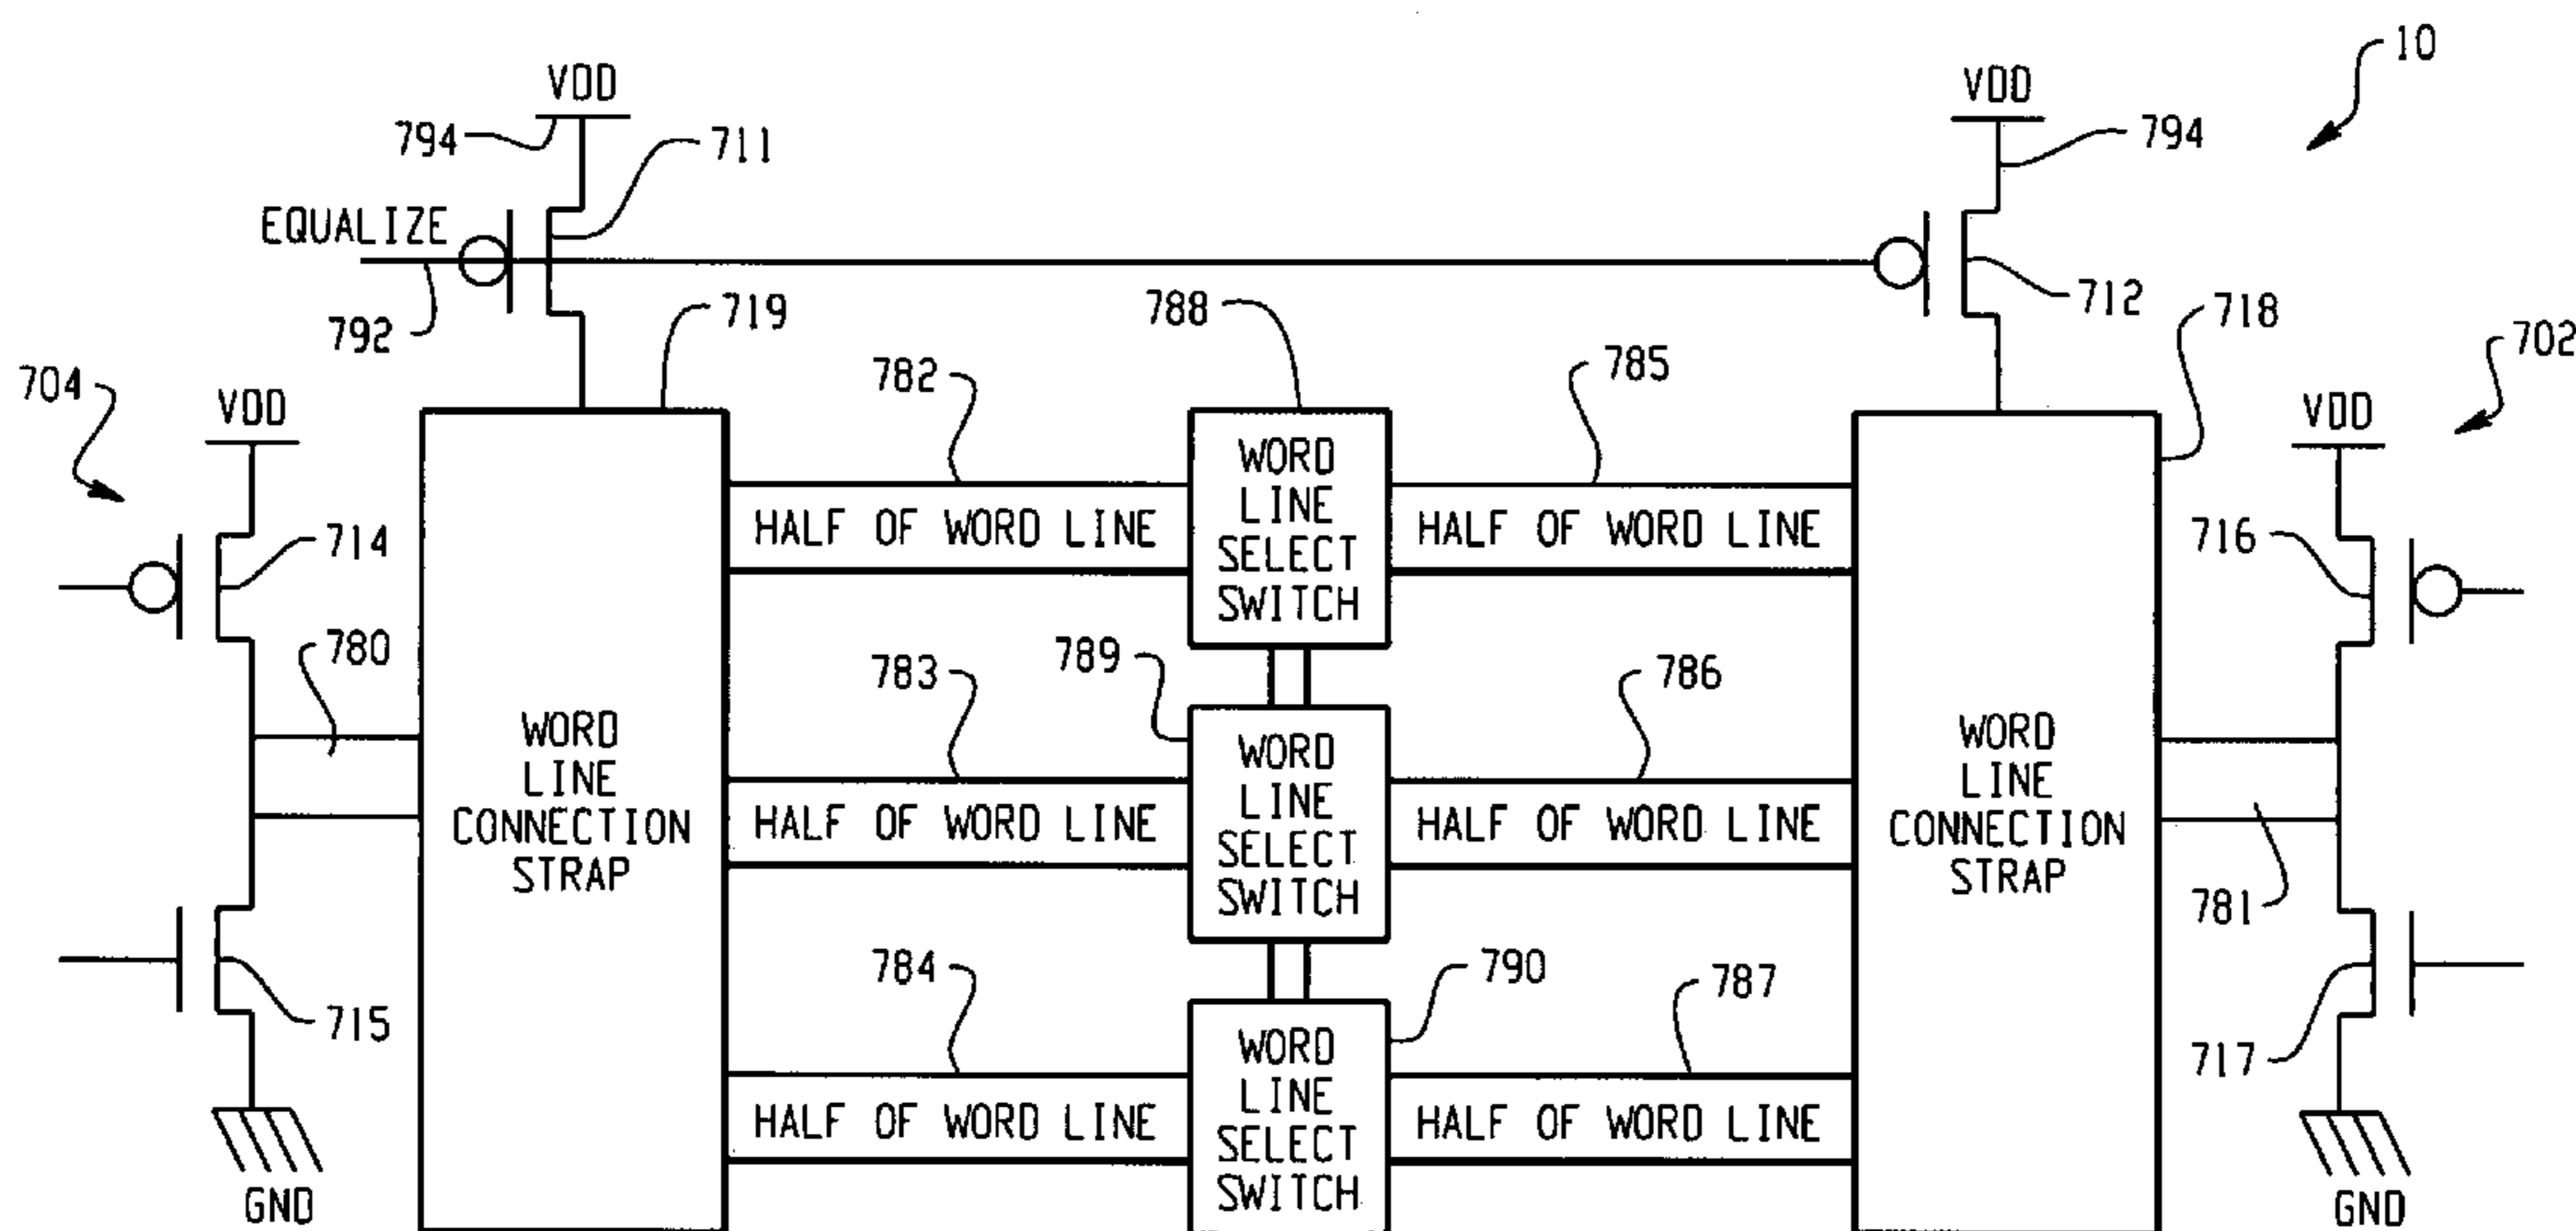 10
VDD
VDD
794
711
794
EQUALIZE
792
719
788
712
718
702
704
VDD
782
785
VDD
714
HALF OF WORD LINE
WORD
LINE
SELECT
SWITCH
HALF OF WORD LINE
716
780
783
789
786
WORD
LINE
CONNECTION
STRAP
HALF OF WORD LINE
WORD
LINE
SELECT
SWITCH
HALF OF WORD LINE
WORD
LINE
CONNECTION
STRAP
781
715
784
790
787
717
HALF OF WORD LINE
WORD
LINE
SELECT
SWITCH
HALF OF WORD LINE
GND
GND